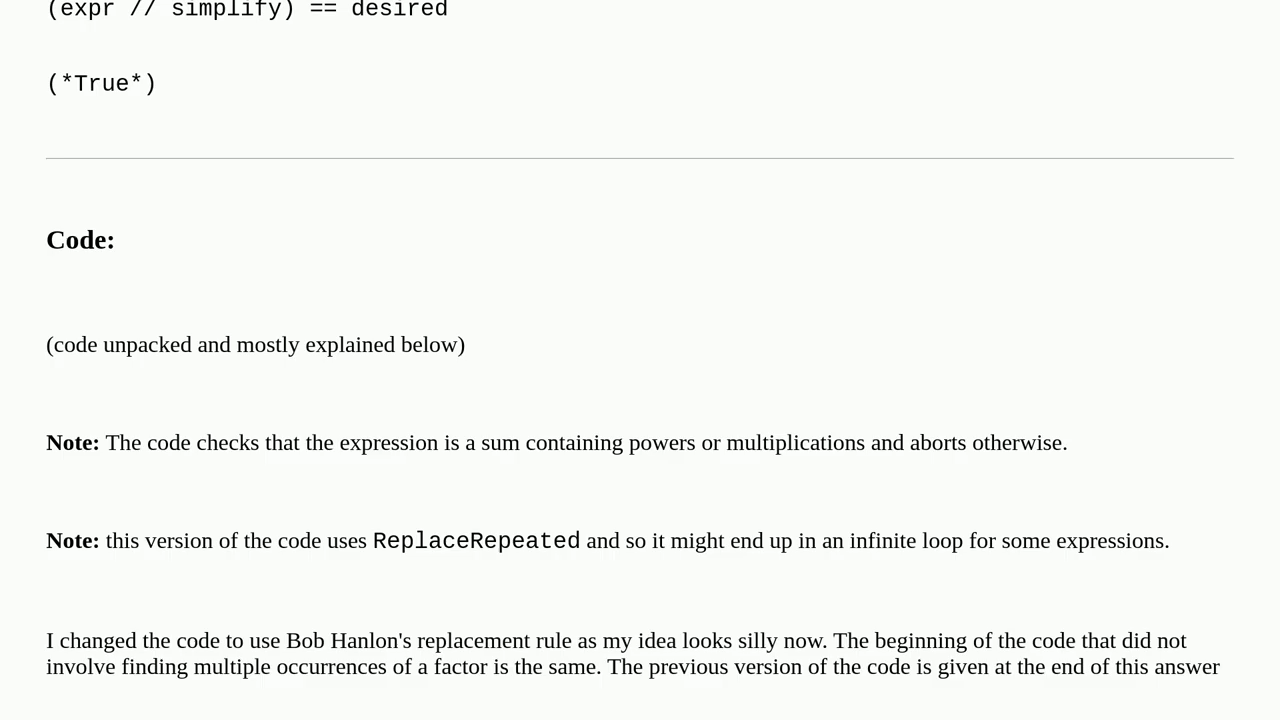 (expr // simplify) == desired
(*True*)
Code:
(code unpacked and mostly explained below)
Note: The code checks that the expression is a sum containing powers or multiplications and aborts otherwise.
Note: this version of the code uses ReplaceRepeated and so it might end up in an infinite loop for some expressions.
I changed the code to use Bob Hanlon's replacement rule as my idea looks silly now. The beginning of the code that did not
involve finding multiple occurrences of a factor is the same. The previous version of the code is given at the end of this answer